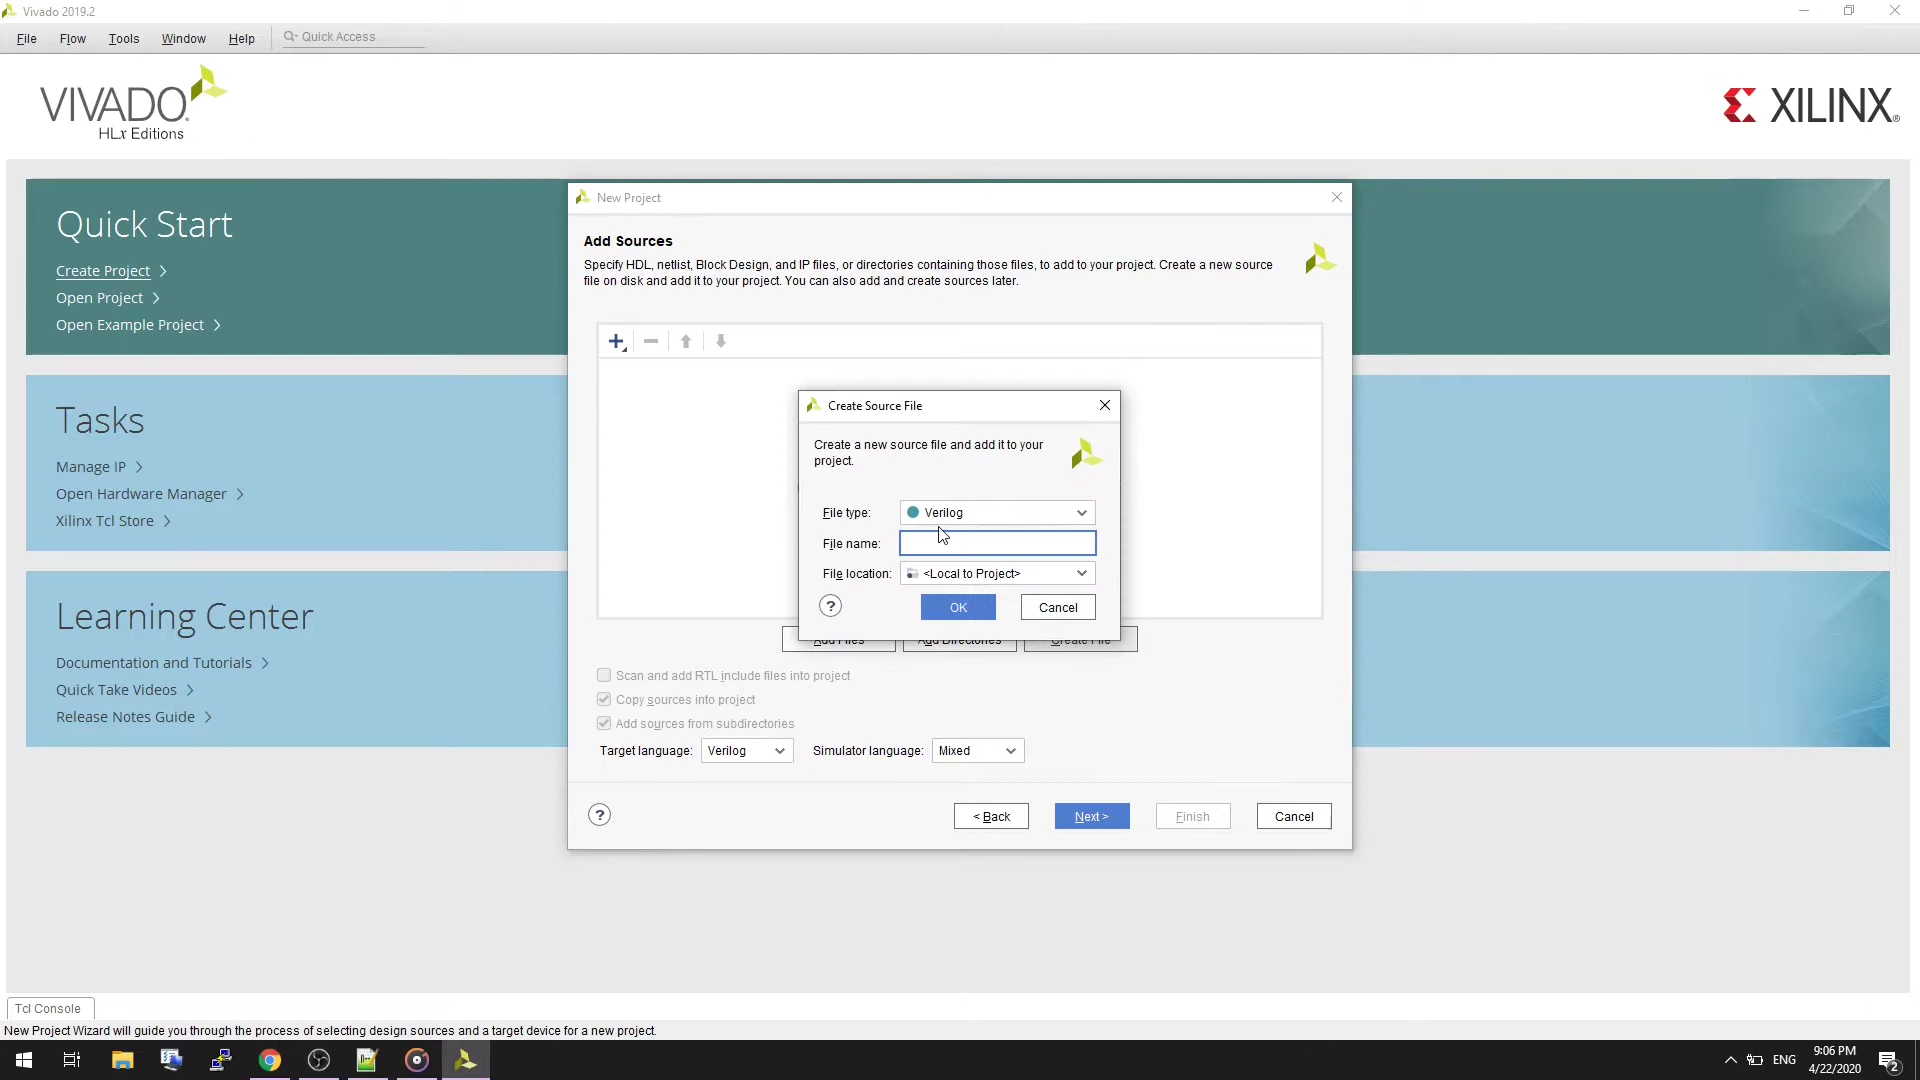 Vivado 2019.2
File Flow Tools Window Help Quick Access
VIVADO
HLx Editions
XILINX
Quick Start
Create Project
Open Project
Open Example Project
Tasks
Manage IP
Open Hardware Manager
Xilinx Tcl Store
Learning Center
Documentation and Tutorials
Quick Take Videos
Release Notes Guide
New Project
Add Sources
Specify HDL, netlist, Block Design, and IP files, or directories containing those files, to add to your project. Create a new source
file on disk and add it to your project. You can also add and create sources later.
Create Source File
Create a new source file and add it to your
project.
File type: Verilog
File name:
File location: <Local to Project>
? OK Cancel
Add Files Add Directories Create File
Scan and add RTL include files into project
Copy sources into project
Add sources from subdirectories
Target language: Verilog Simulator language: Mixed
? < Back Next > Finish Cancel
Tcl Console
New Project Wizard will guide you through the process of selecting design sources and a target device for a new project.
ENG
9:06 PM
4/22/2020
2